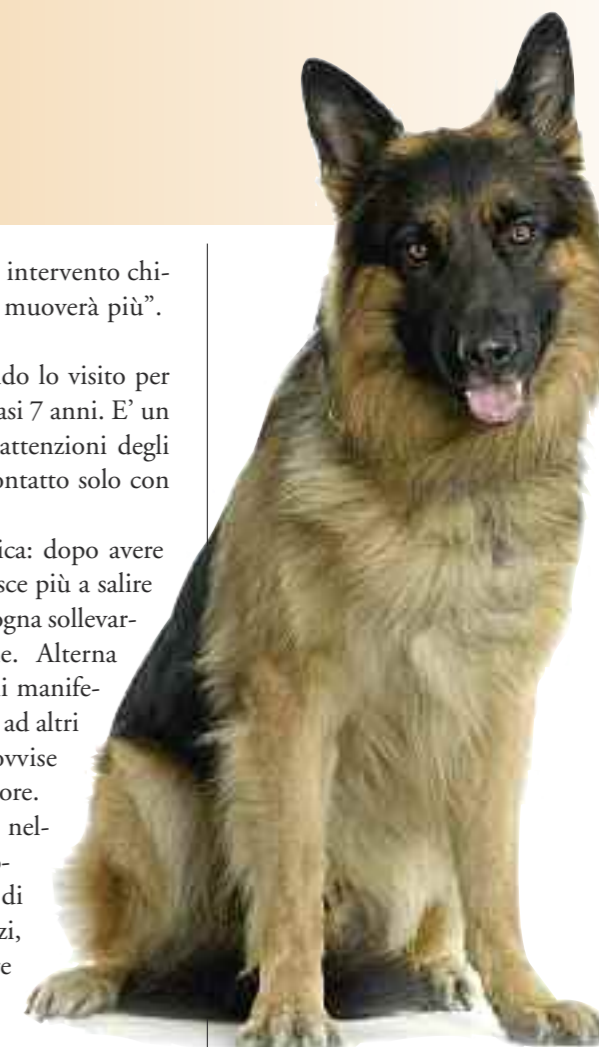 intervento chi-
muoverà più”.
do lo visito per
asi 7 anni. E’ un
attenzioni degli
ontatto solo con
ica: dopo avere
sce più a salire
ogna sollevar-
e. Alterna
i manife-
ad altri
ovvise
ore.
nel-
di
zi,
re